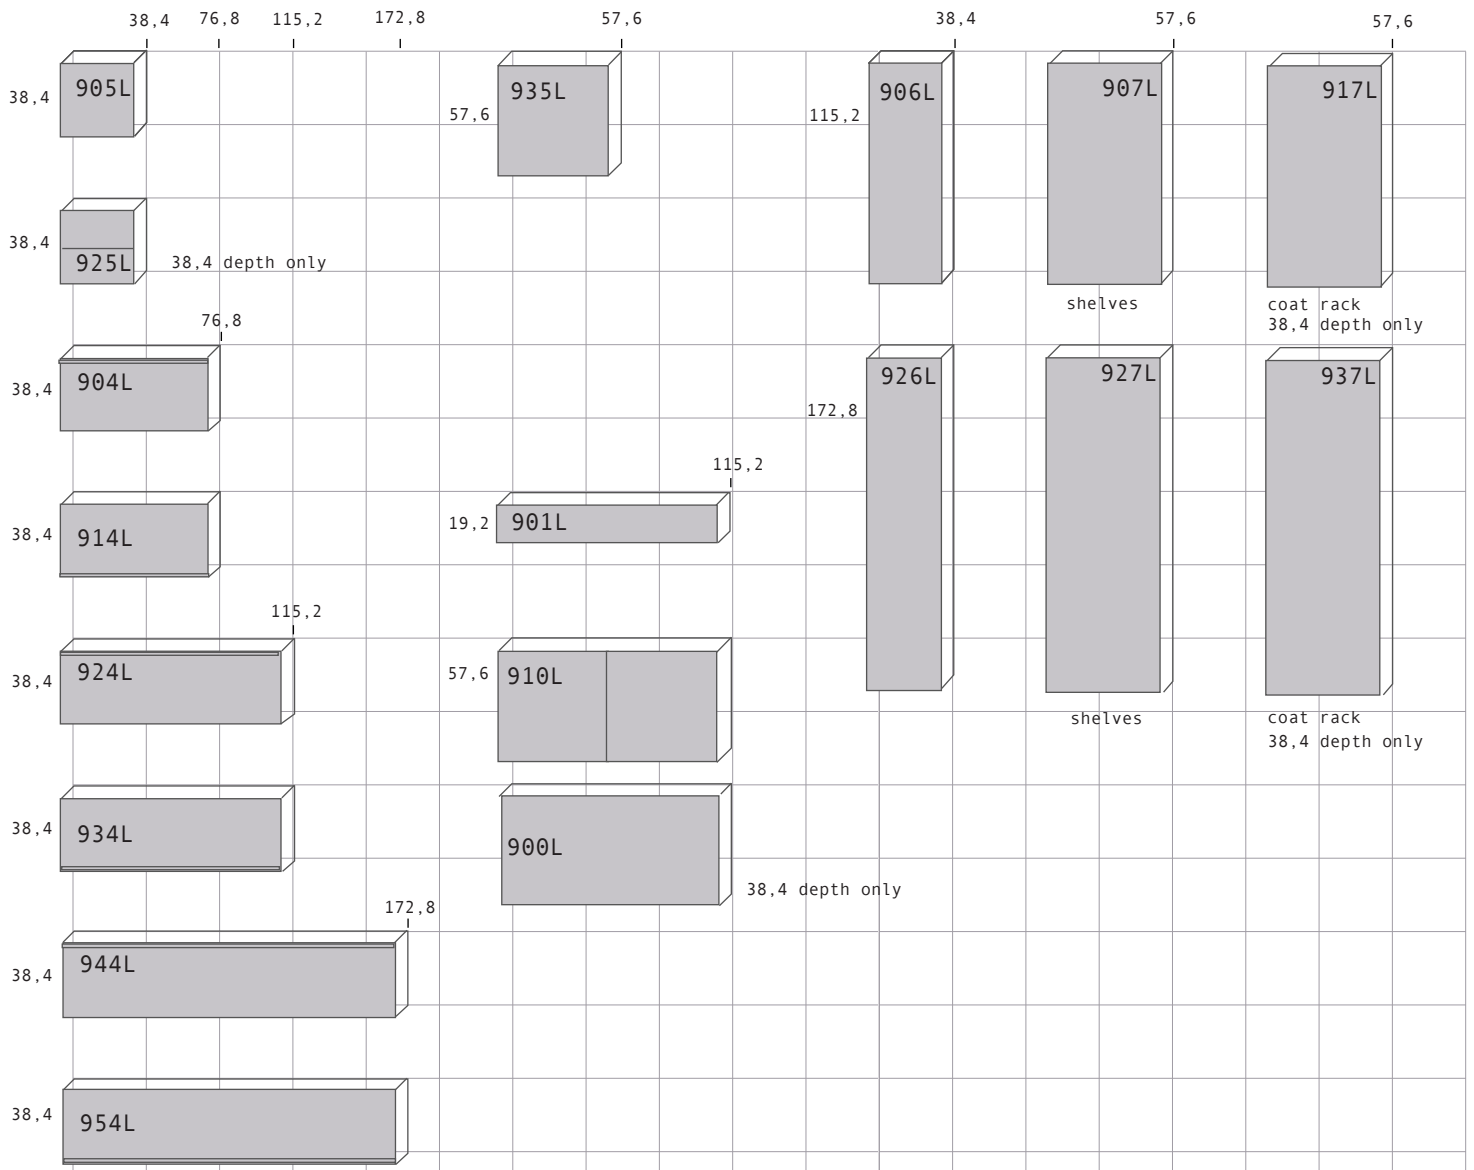 38,4 76,8 115,2 172,8 57,6 38,4 57,6 57,6
38,4 905L
57,6 935L
115,2 906L
907L
917L
38,4 925L 38,4 depth only
shelves
coat rack
38,4 depth only
76,8
38,4 904L
172,8 926L
927L
937L
115,2
38,4 914L
19,2 901L
115,2
38,4 924L
57,6 910L
shelves
coat rack
38,4 depth only
38,4 934L
900L
38,4 depth only
172,8
38,4 944L
38,4 954L